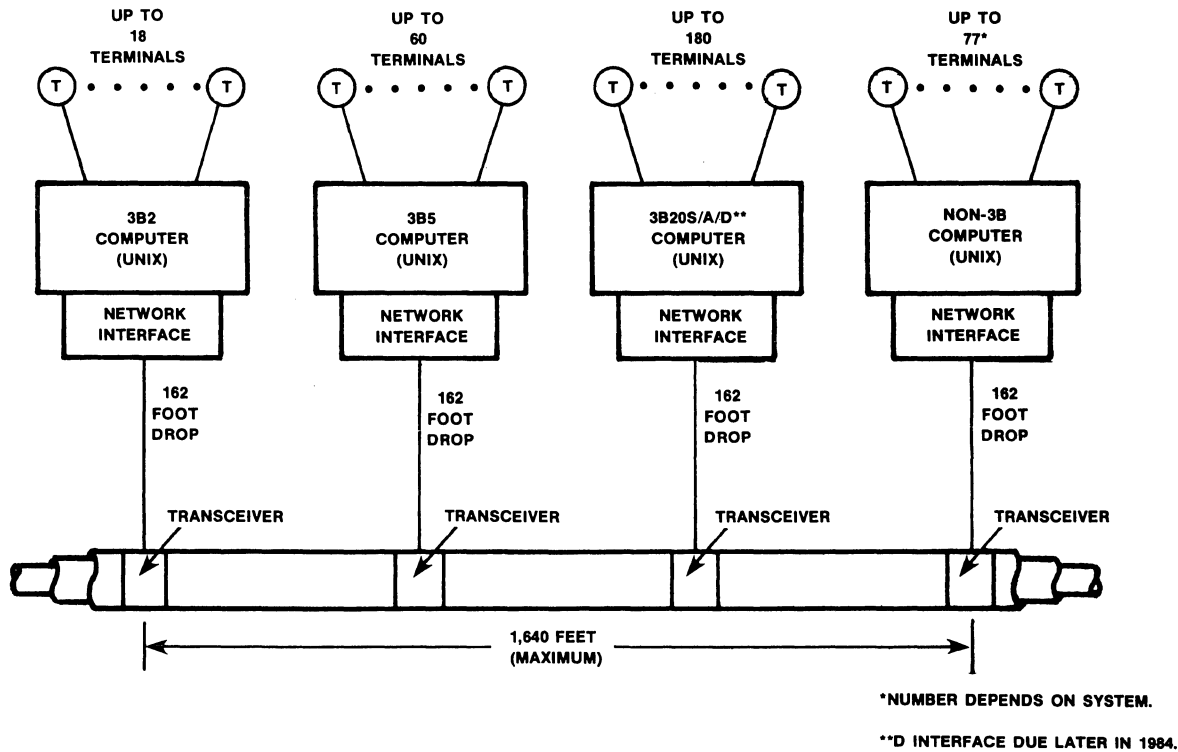 UP TO
18
TERMINALS
T
T
3B2
COMPUTER
(UNIX)
NETWORK
INTERFACE
162
FOOT
DROP
TRANSCEIVER
UP TO
60
TERMINALS
T
T
3B5
COMPUTER
(UNIX)
NETWORK
INTERFACE
162
FOOT
DROP
TRANSCEIVER
UP TO
180
TERMINALS
T
T
3B20S/A/D**
COMPUTER
(UNIX)
NETWORK
INTERFACE
162
FOOT
DROP
TRANSCEIVER
UP TO
77*
TERMINALS
T
T
NON-3B
COMPUTER
(UNIX)
NETWORK
INTERFACE
162
FOOT
DROP
TRANSCEIVER
1,640 FEET
(MAXIMUM)
*NUMBER DEPENDS ON SYSTEM.
**D INTERFACE DUE LATER IN 1984.